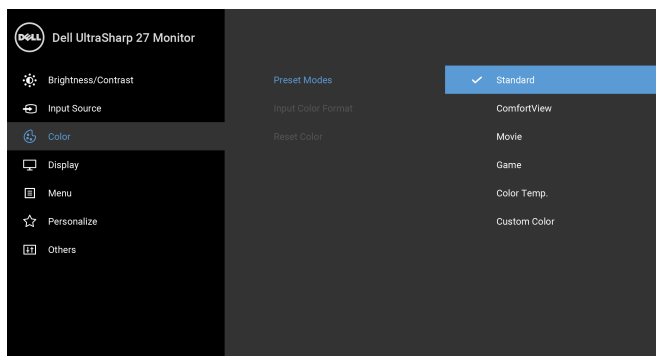 DELL Dell UltraSharp 27 Monitor
Brightness/Contrast
Input Source
Color
Display
Menu
Personalize
Others
Preset Modes
Input Color Format
Reset Color
Standard
ComfortView
Movie
Game
Color Temp.
Custom Color